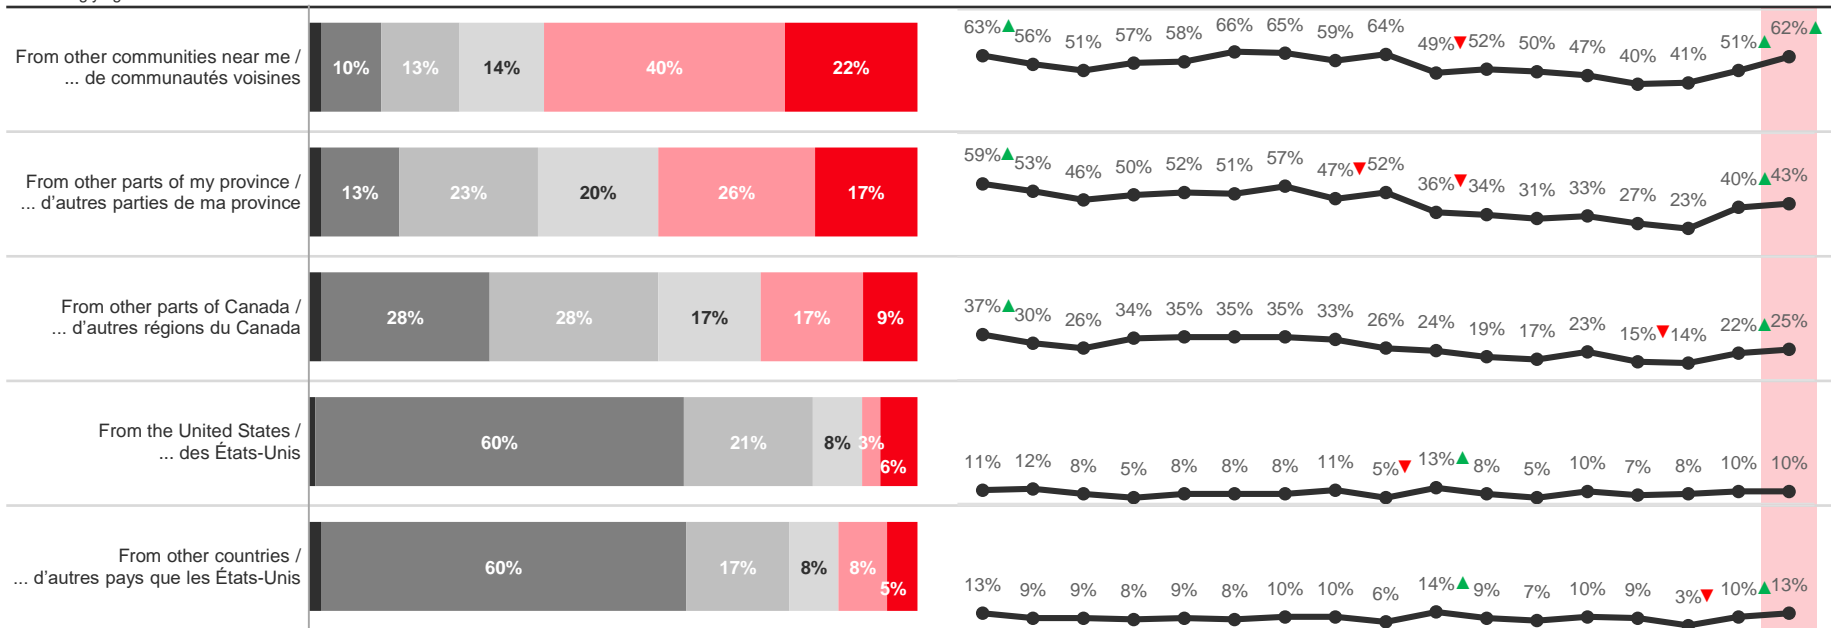 From other communities near me /
... de communautés voisines
10% 13% 14% 40% 22%
63% 56% 51% 57% 58% 66% 65% 59% 64% 49% 52% 50% 47% 40% 41% 51% 62%
From other parts of my province /
... d'autres parties de ma province
13% 23% 20% 26% 17%
59% 53% 46% 50% 52% 51% 57% 47% 52% 36% 34% 31% 33% 27% 23% 40% 43%
From other parts of Canada /
... d'autres régions du Canada
28% 28% 17% 17% 9%
37% 30% 26% 34% 35% 35% 35% 33% 26% 24% 19% 17% 23% 15% 14% 22% 25%
From the United States /
... des États-Unis
60% 21% 8% 3% 6%
11% 12% 8% 5% 8% 8% 8% 11% 5% 13% 8% 5% 10% 7% 8% 10% 10%
From other countries /
... d'autres pays que les États-Unis
60% 17% 8% 8% 5%
13% 9% 9% 8% 9% 8% 10% 10% 6% 14% 9% 7% 10% 9% 3% 10% 13%